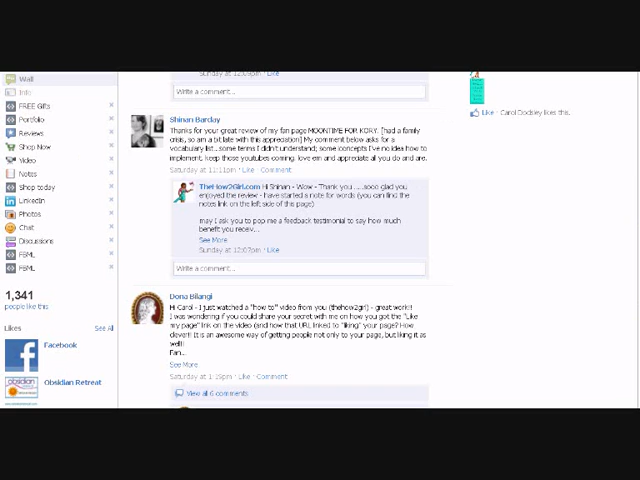 Wall
Info
FREE Gifts
Portfolio
Reviews
Shop Now
Video
Notes
Shop today
LinkedIn
Photos
Chat
Discussions
FBML
FBML
1,341
people like this
Likes
See All
Facebook
Obsidian Retreat
Sunday at 12:09pm · Like
Write a comment...
Shinan Barclay
Thanks for your great review of my fan page MOONTIME FOR KORY. [had a family
crisis, so am a bit late with this appreciation] My comment below asks for a
vocabulary list...some terms I didn't understand; some concepts I've no idea how to
implement. keep those youtubes coming. love em and appreciate all you do and are.
Saturday at 11:11pm · Like · Comment
TheHow2Girl.com Hi Shinan - Wow - Thank you .....sooo glad you
enjoyed the review - have started a note for words (you can find the
notes link on the left side of this page)
may I ask you to pop me a feedback testimonial to say how much
benefit you receiv...
See More
Sunday at 12:07pm · Like
Write a comment...
Dona Bilangi
Hi Carol - I just watched a "how to" video from you (thehow2girl) - great work!!!
I was wondering if you could share your secret with me on how you got the "Like
my page" link on the video (and how that URL linked to "liking" your page? How
clever!! It is an awesome way of getting people not only to your page, but liking it as
well!!
Fan...
See More
Saturday at 1:25pm · Like · Comment
View all 6 comments
Like · Carol Dodsley likes this.